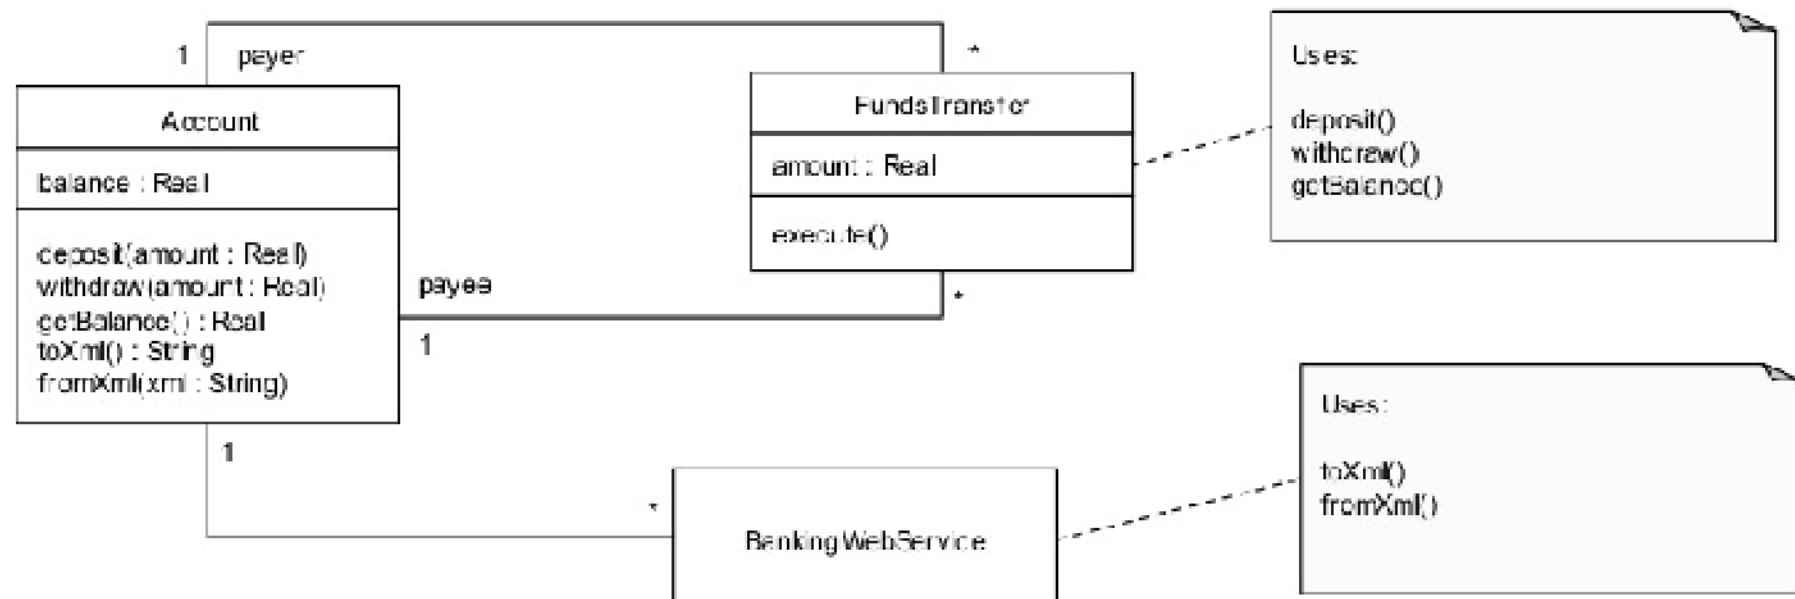 1
payer
*
Account
balance : Real
deposit(amount : Real)
withdraw(amount : Real)
getBalance() : Real
toXml() : String
fromXml(xml : String)
FundsTransfer
amount : Real
execute()
Uses:
deposit()
withdraw()
getBalance()
payee
*
1
1
*
BankingWebService
Uses:
toXml()
fromXml()